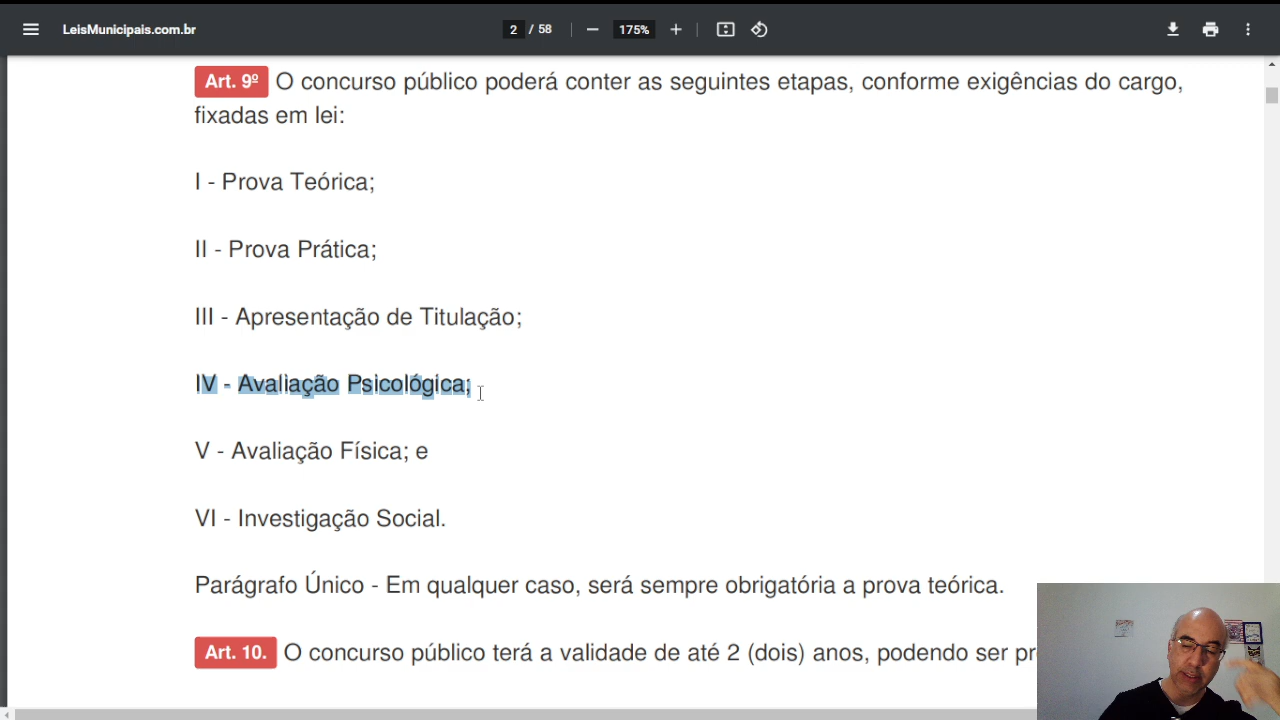 LeisMunicipais.com.br
2 / 58
175%
Art. 9º O concurso público poderá conter as seguintes etapas, conforme exigências do cargo,
fixadas em lei:
I - Prova Teórica;
II - Prova Prática;
III - Apresentação de Titulação;
IV - Avaliação Psicológica;
V - Avaliação Física; e
VI - Investigação Social.
Parágrafo Único - Em qualquer caso, será sempre obrigatória a prova teórica.
Art. 10. O concurso público terá a validade de até 2 (dois) anos, podendo ser